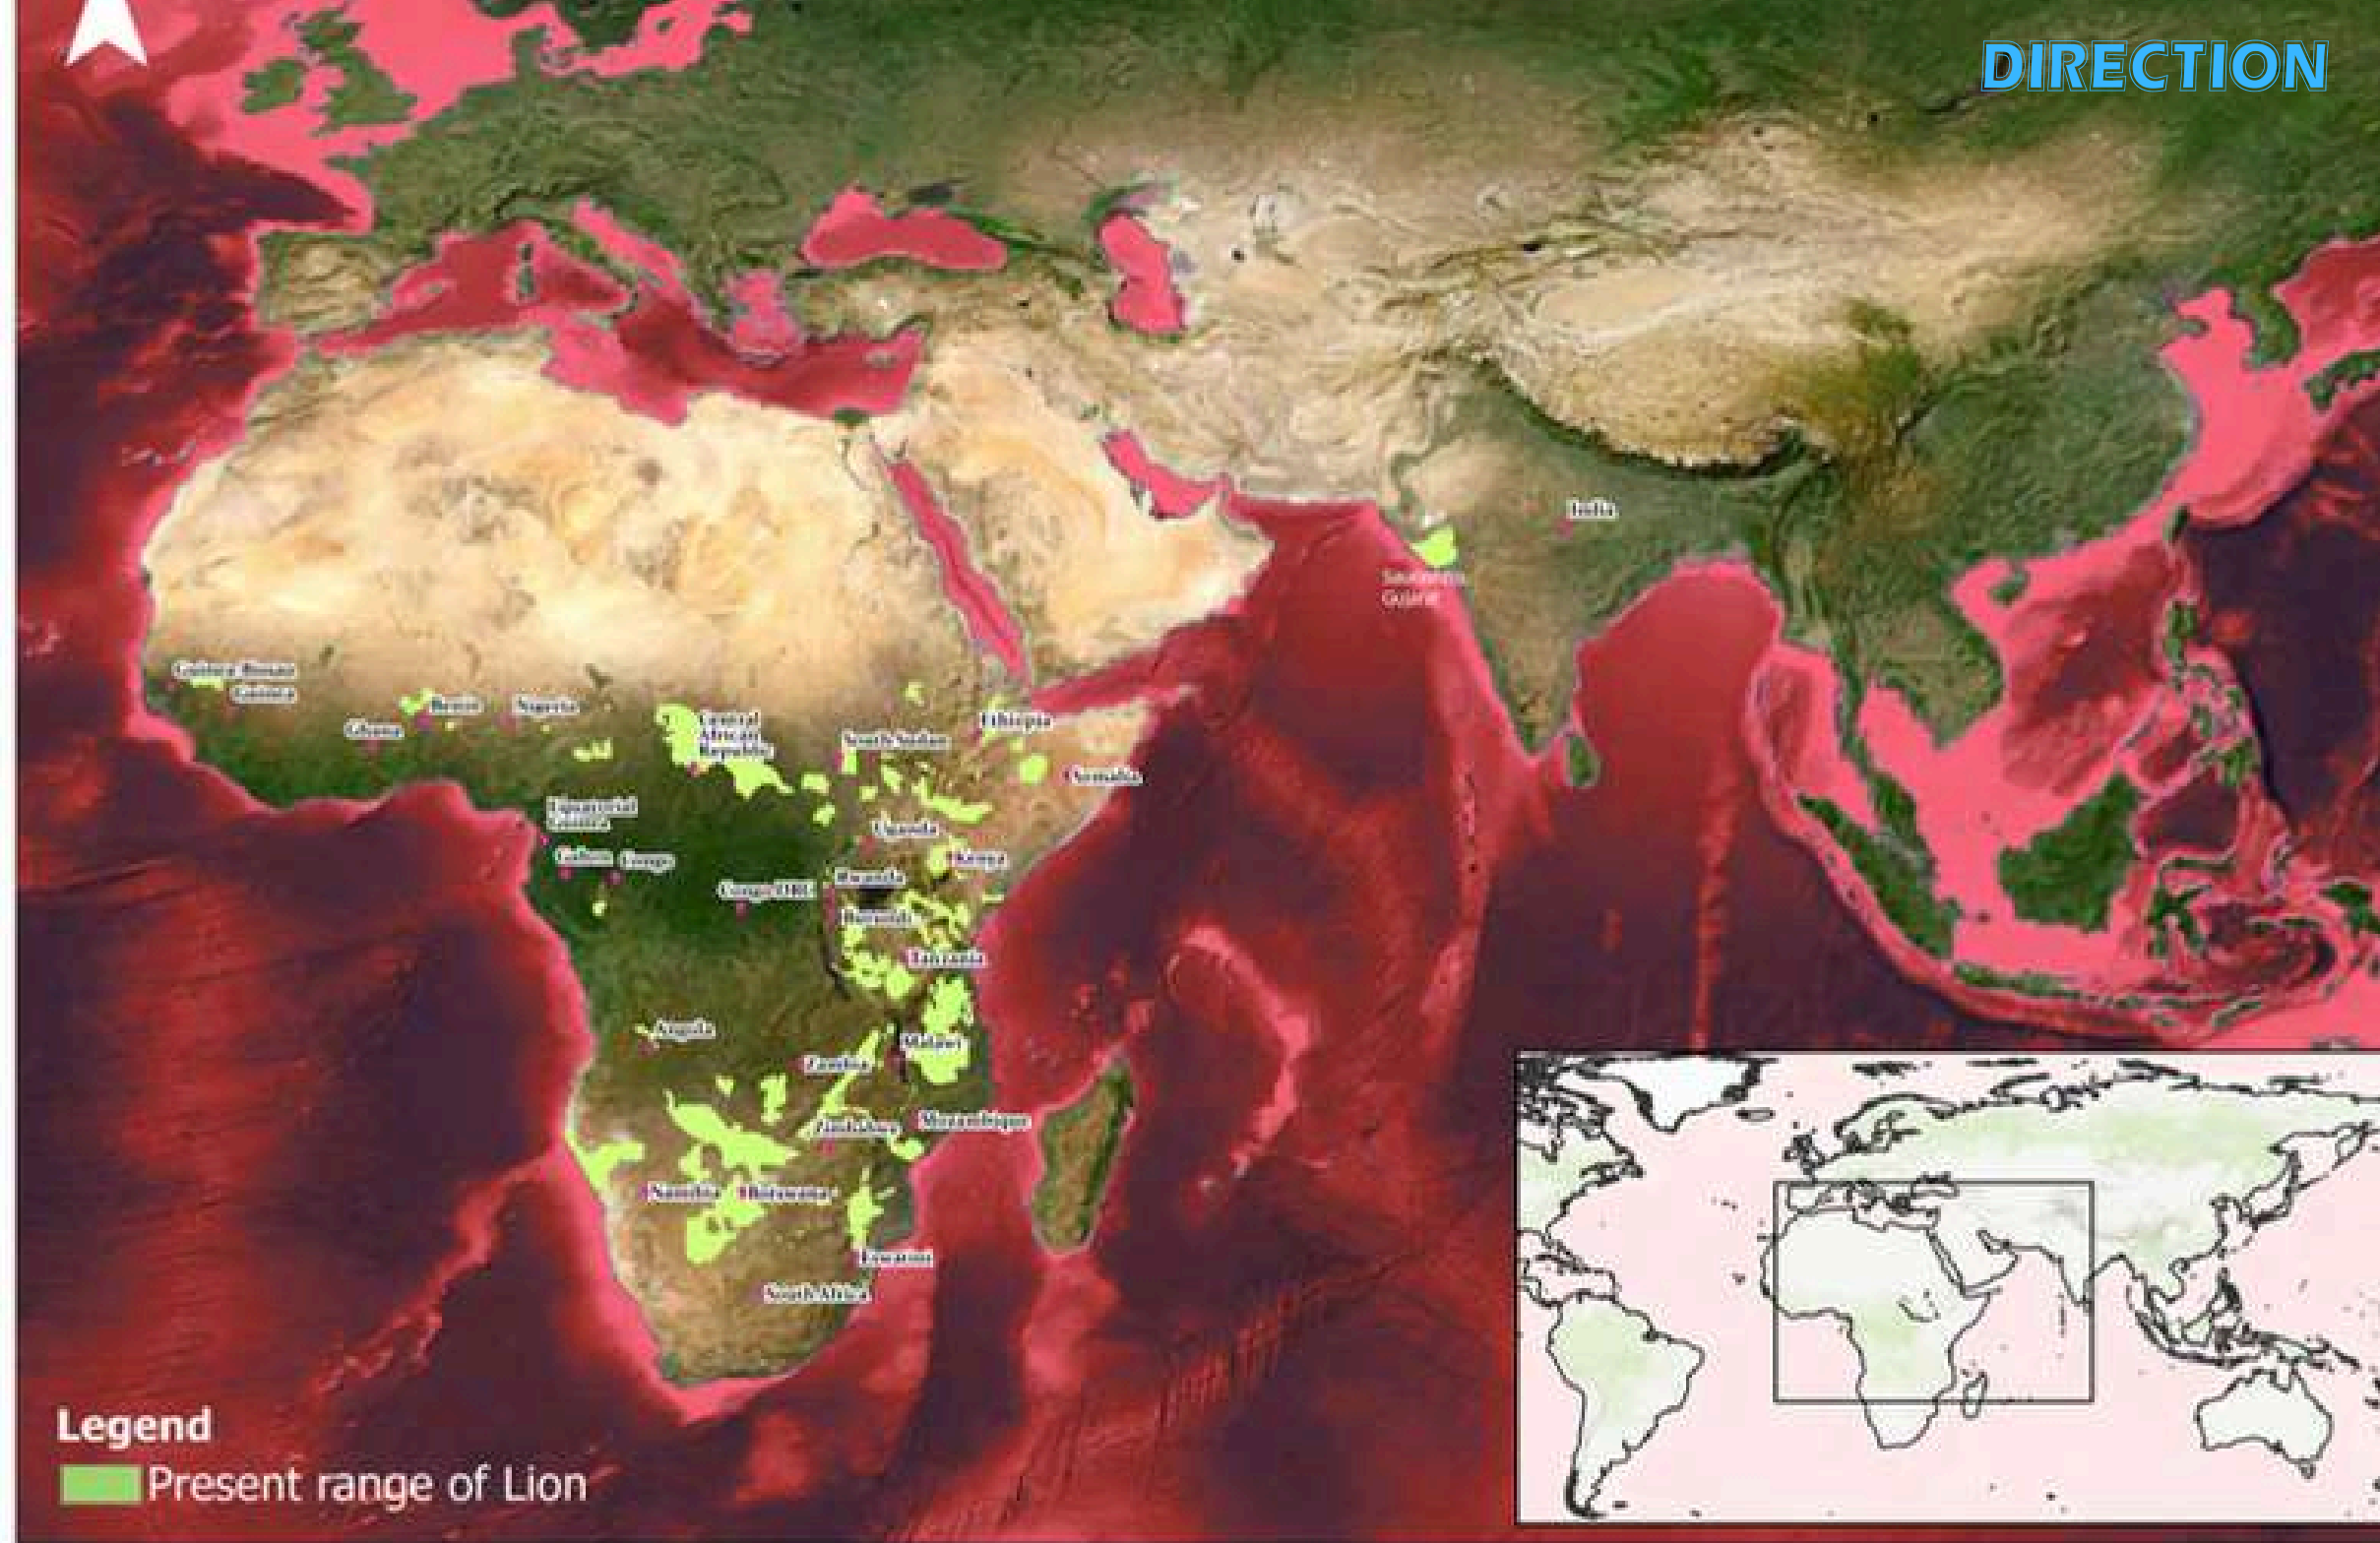 DIRECTION
India
Saurashtra
Gujarat
Guinea Bissau
Guinea
Benin
Nigeria
Ghana
Central
African
Republic
South Sudan
Ethiopia
Somalia
Equatorial
Guinea
Uganda
Gabon
Congo
Kenya
Congo DRC
Rwanda
Burundi
Tanzania
Angola
Malawi
Zambia
Zimbabwe
Mozambique
Namibia
Botswana
Eswatini
South Africa
Legend
Present range of Lion